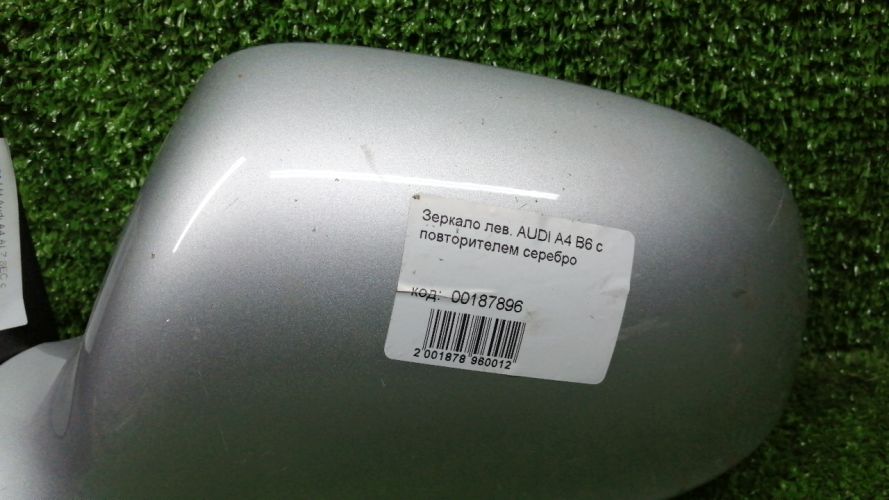 Зеркало лев. AUDI A4 B6 с
повторителем серебро
код: 00187896
2 001878 960012